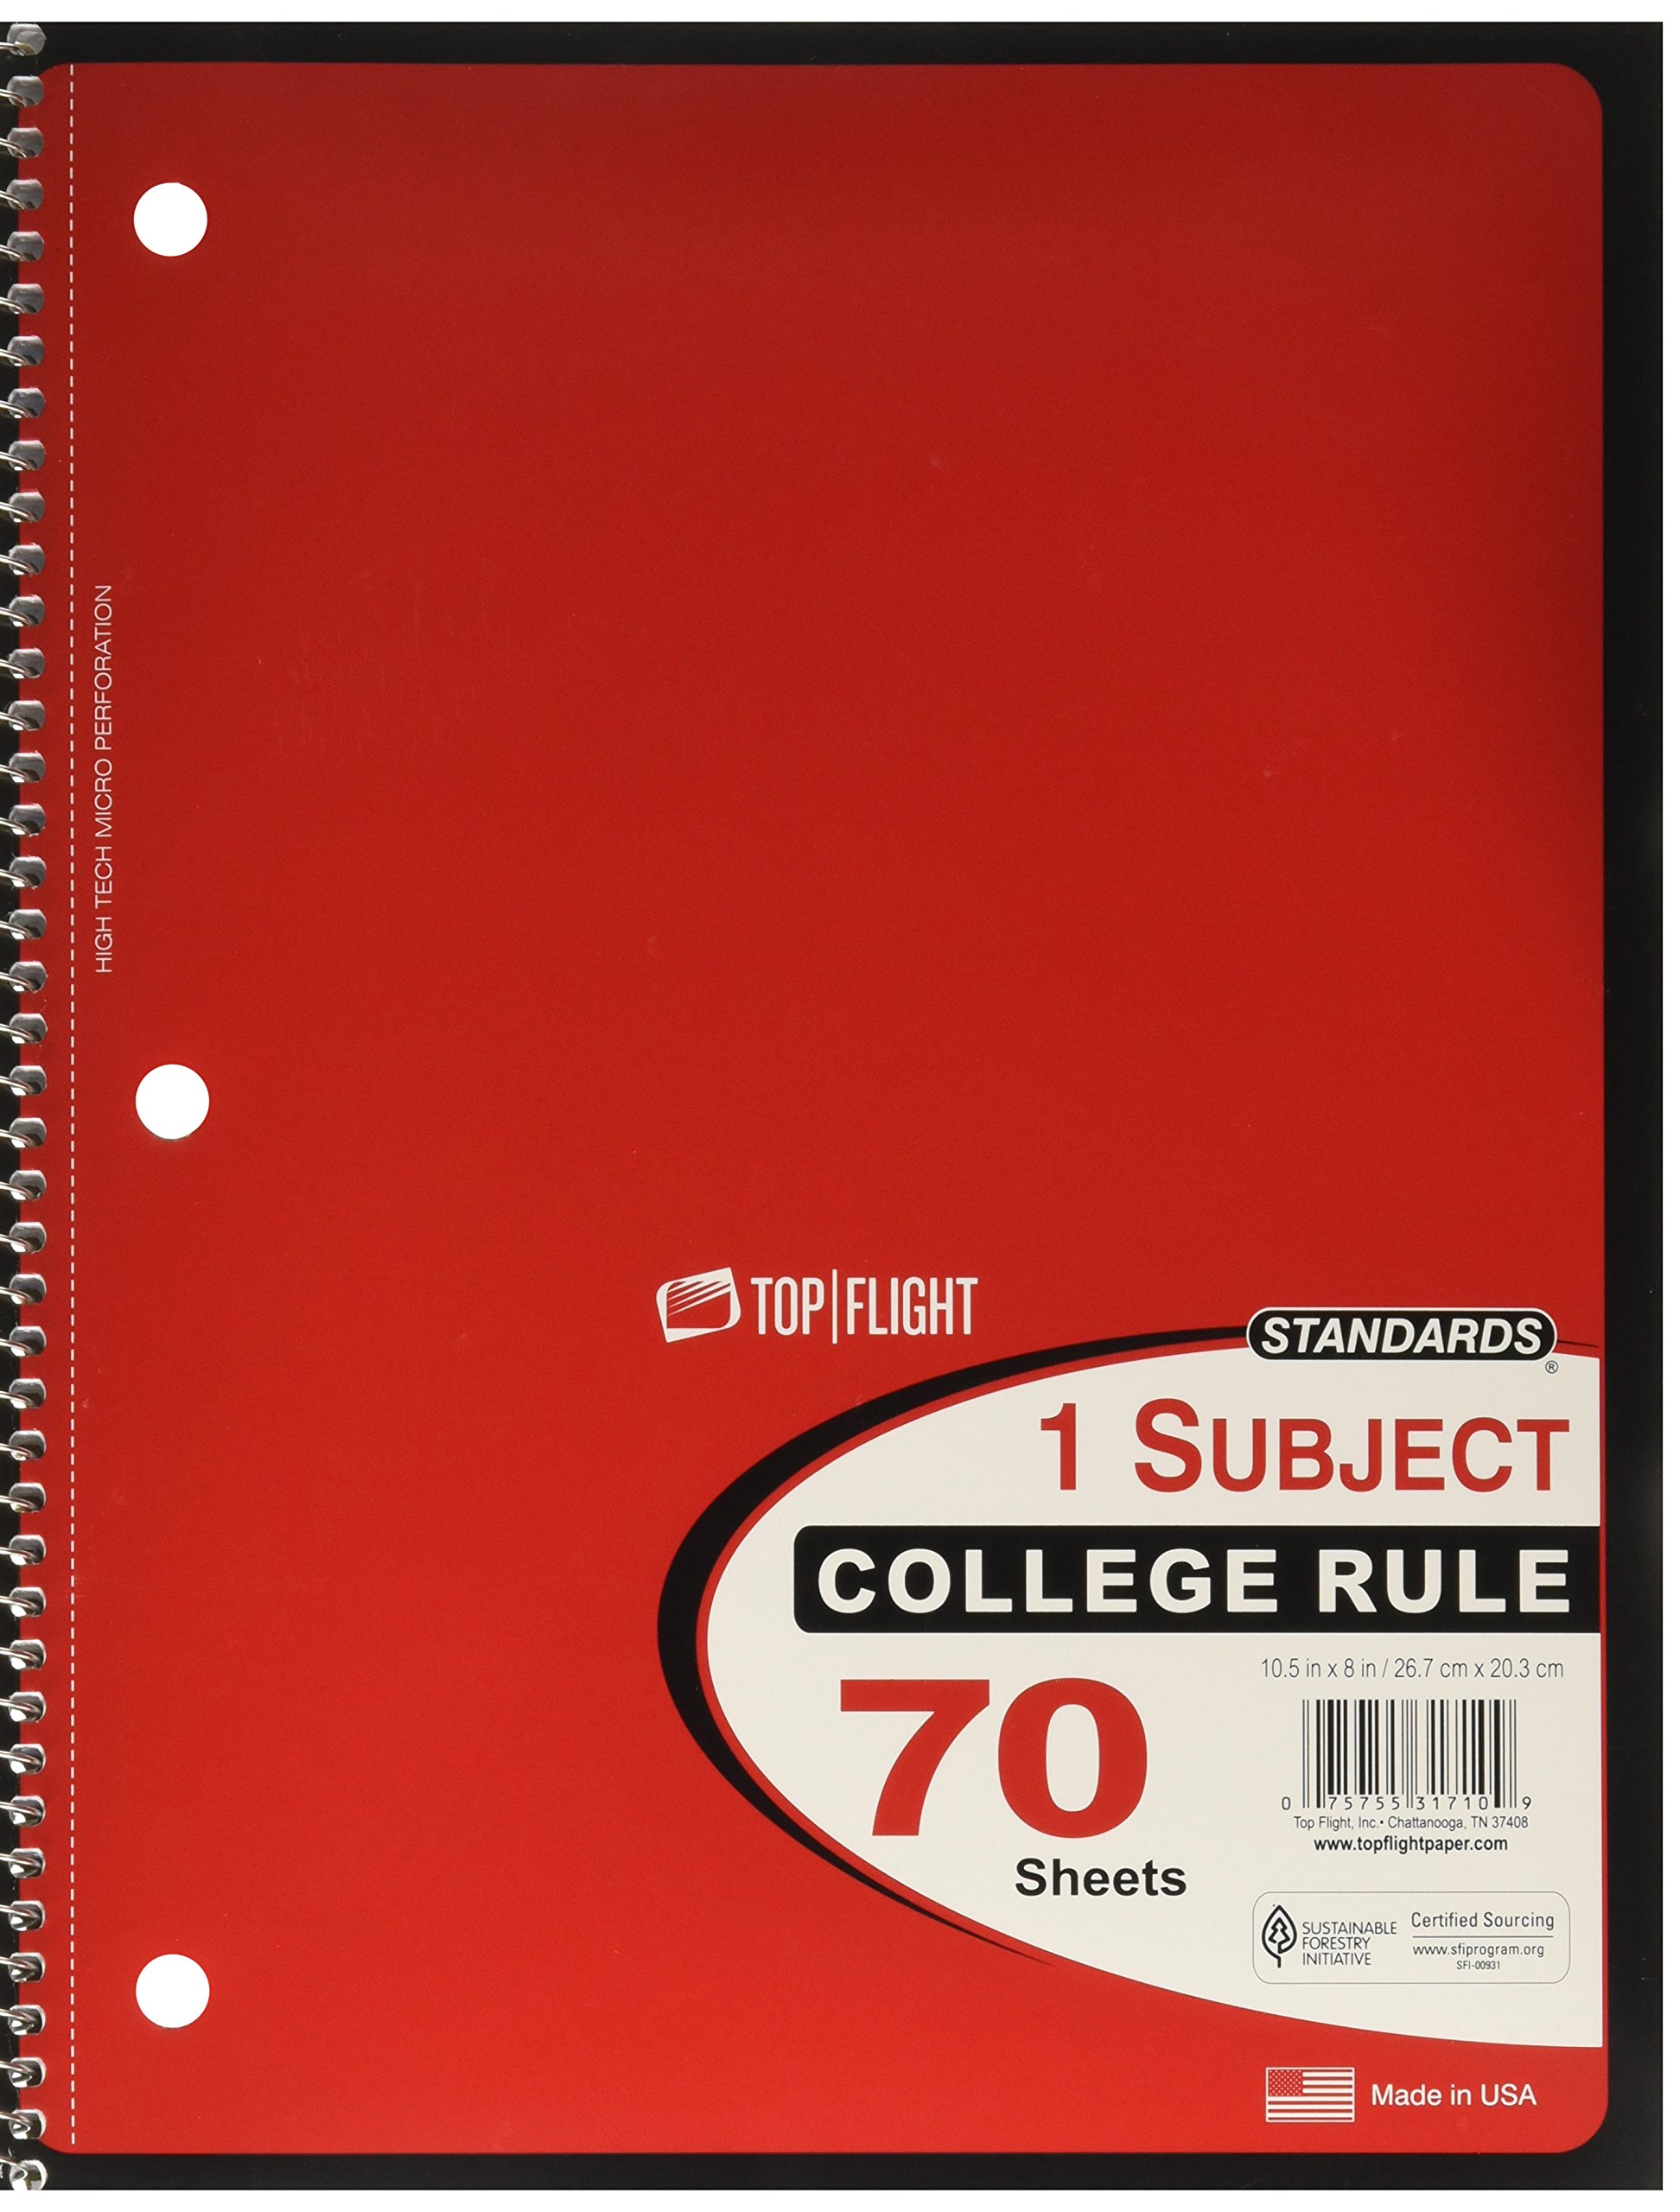 HIGH TECH MICRO PERFORATION
TOP|FLIGHT
STANDARDS
®
1 SUBJECT
COLLEGE RULE
70
Sheets
10.5 in x 8 in / 26.7 cm x 20.3 cm
0 75755 31710 9
Top Flight, Inc.• Chattanooga, TN 37408
www.topflightpaper.com
SUSTAINABLE
FORESTRY
INITIATIVE
Certified Sourcing
www.sfiprogram.org
SFI-00931
Made in USA